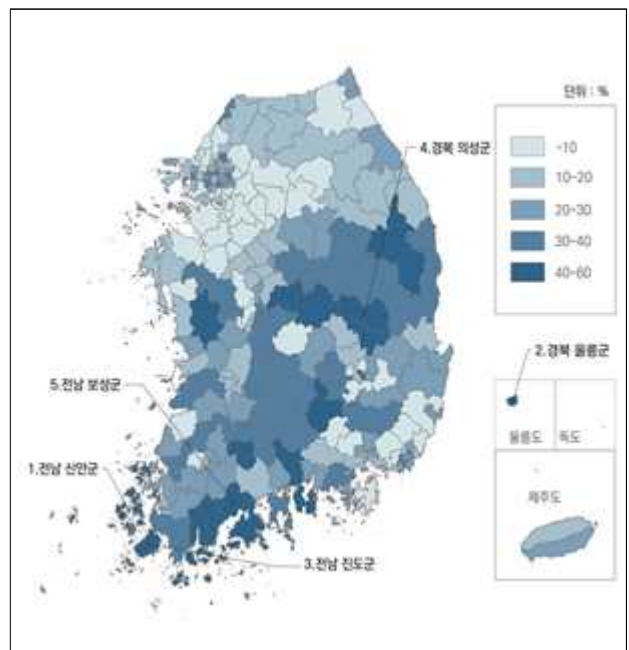 단위 : %
-10
10-20
20-30
30-40
40-60
4.경북 의성군
2.경북 울릉군
5.전남 보성군
울릉도
독도
1.전남 신안군
제주도
3.전남 진도군